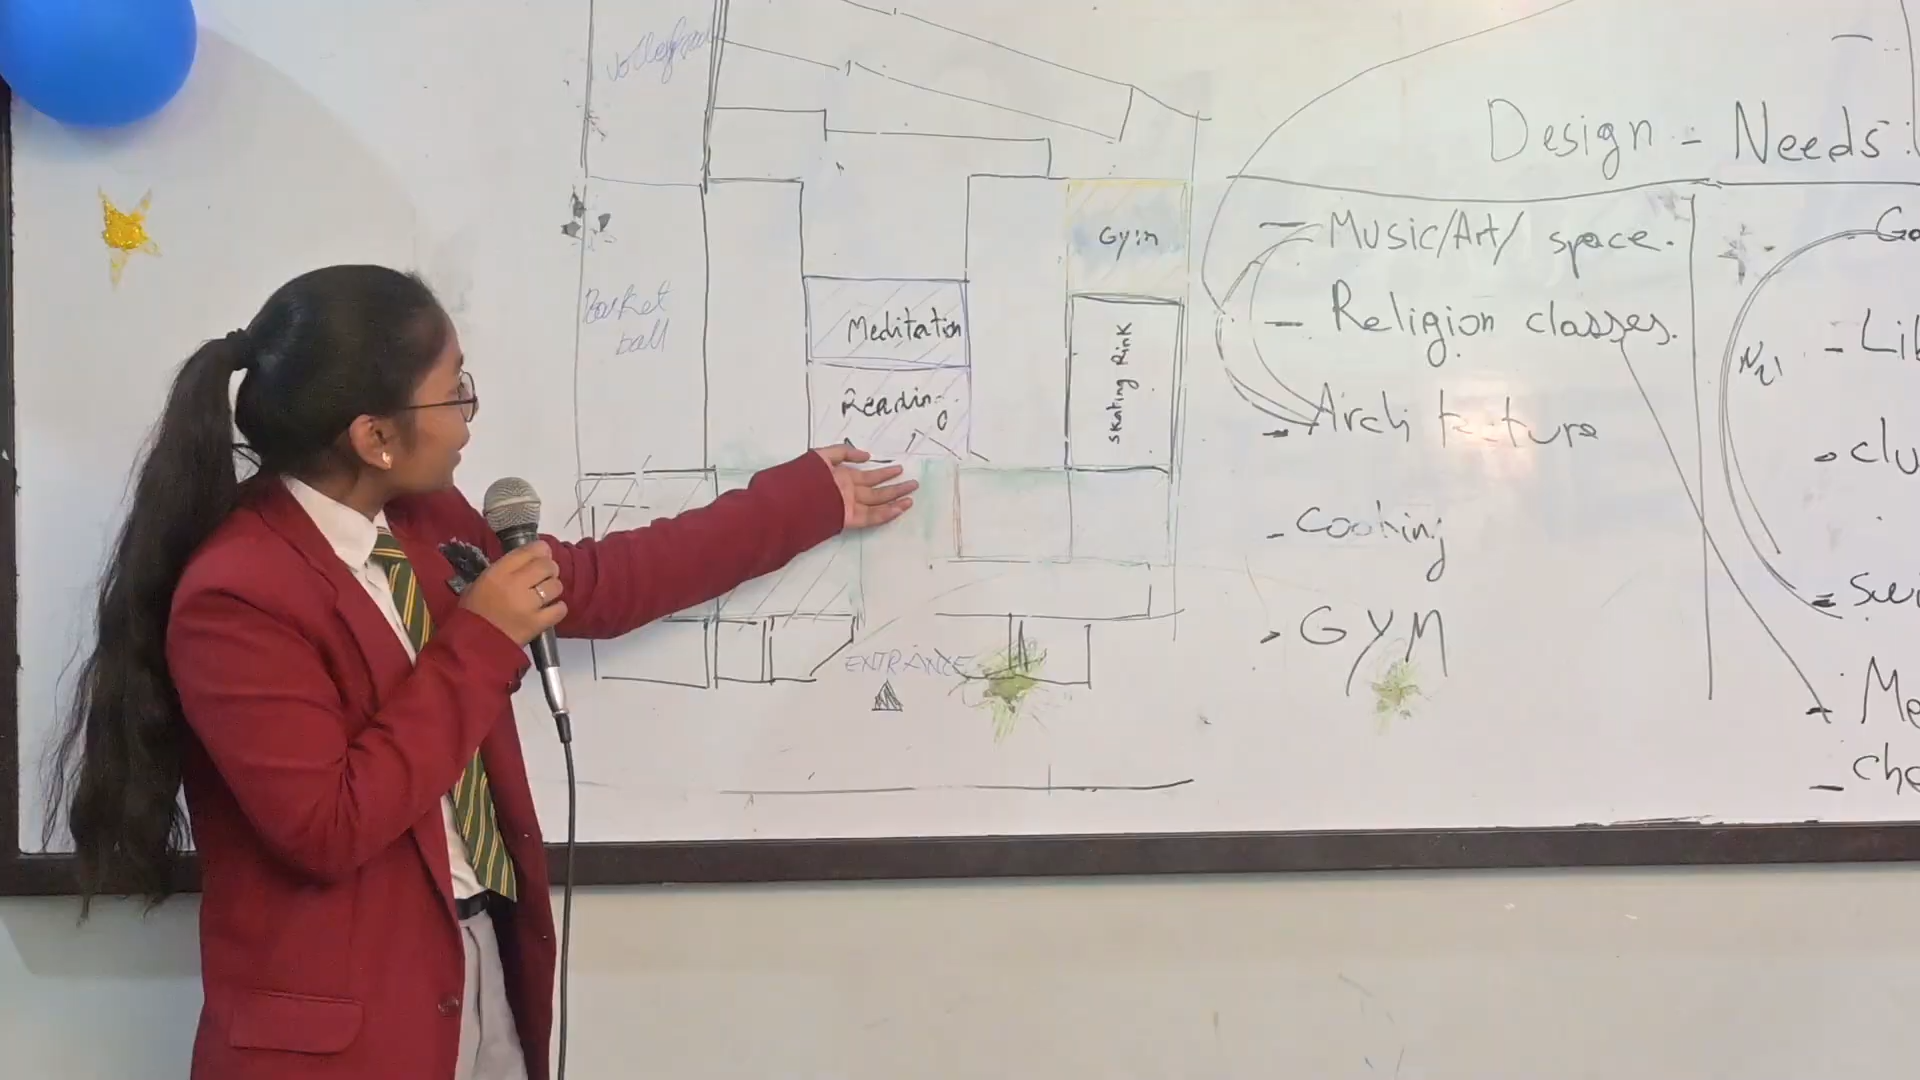 Volleyball
Basket
ball
Meditation
Reading
Gym
Skating Rink
ENTRANCE
Design - Needs :
- Music/Art/ space.
- Religion classes.
- Architecture
- Cooking
- GYM